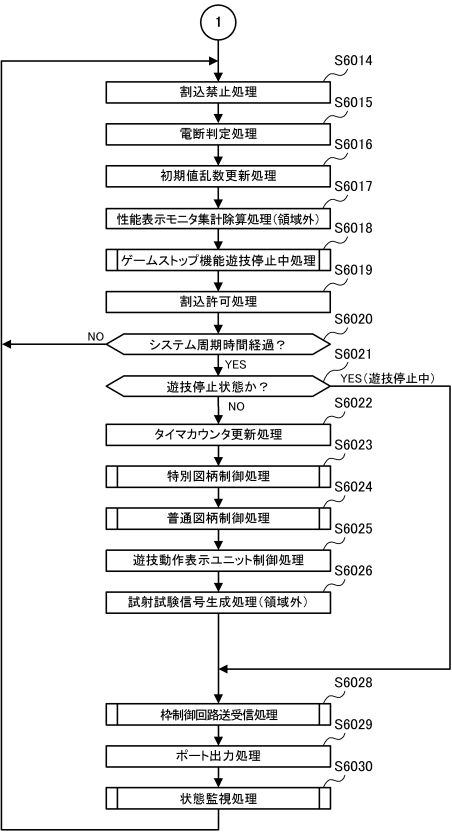 1
S6014
割込禁止処理
S6015
電断判定処理
S6016
初期値乱数更新処理
S6017
性能表示モニタ集計除算処理(領域外)
S6018
ゲームストップ機能遊技停止中処理
S6019
割込許可処理
S6020
NO
システム周期時間経過?
S6021
YES
遊技停止状態か?
YES(遊技停止中)
NO
S6022
タイマカウンタ更新処理
S6023
特別図柄制御処理
S6024
普通図柄制御処理
S6025
遊技動作表示ユニット制御処理
S6026
試射試験信号生成処理(領域外)
S6028
枠制御回路送受信処理
S6029
ポート出力処理
S6030
状態監視処理